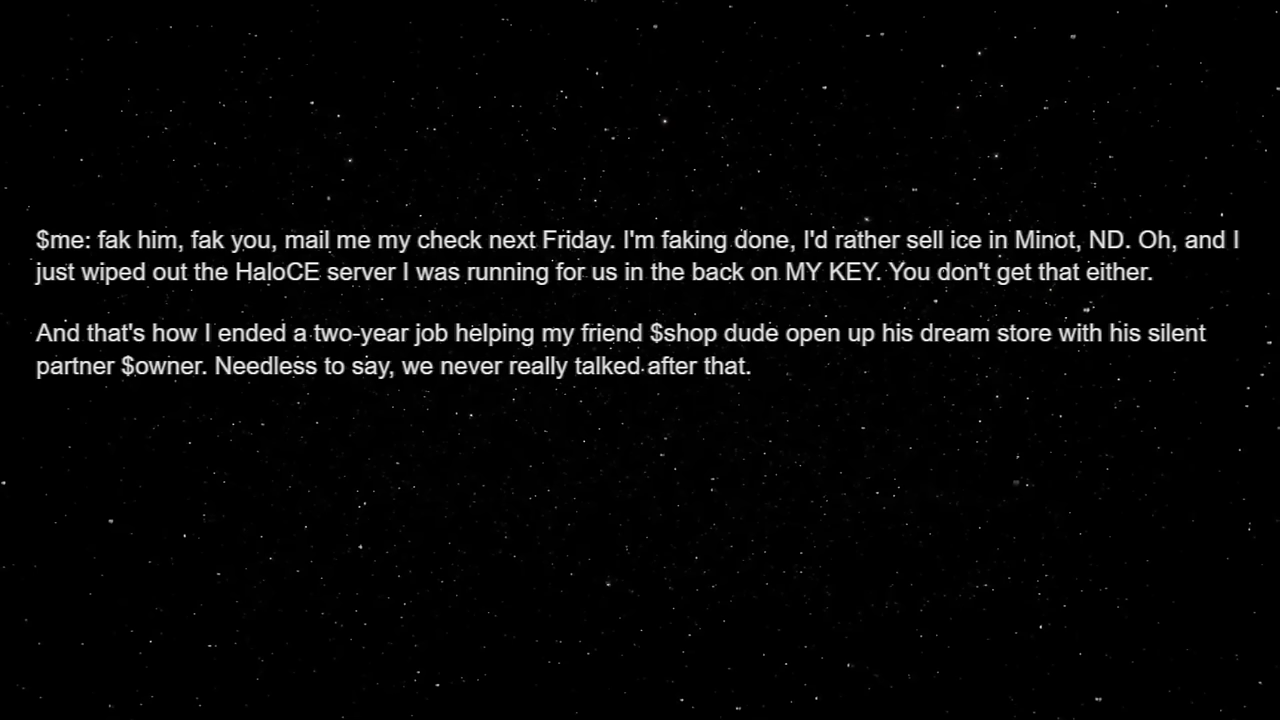 $me: fak him, fak you, mail me my check next Friday. I'm faking done, I'd rather sell ice in Minot, ND. Oh, and I
just wiped out the HaloCE server I was running for us in the back on MY KEY. You don't get that either.
And that's how I ended a two-year job helping my friend $shop dude open up his dream store with his silent
partner $owner. Needless to say, we never really talked after that.